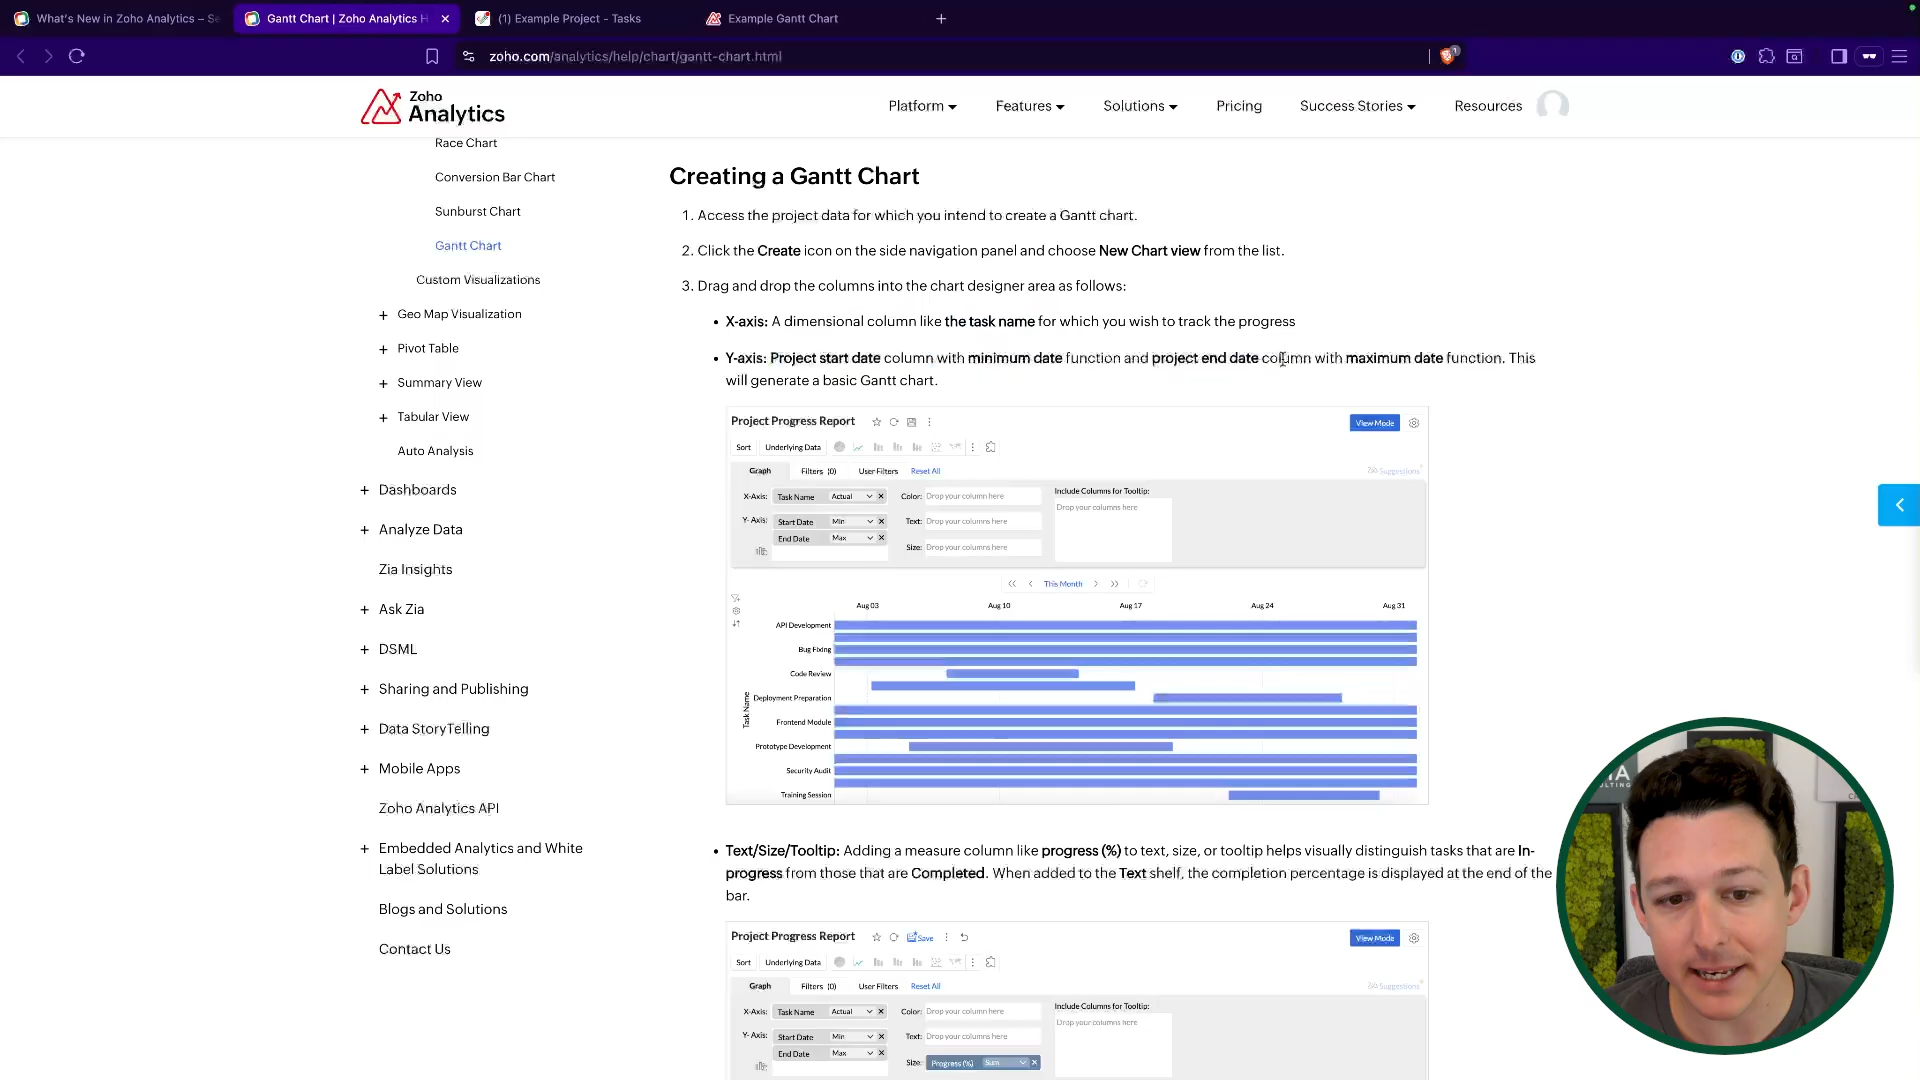 What's New in Zoho Analytics – Se
Gantt Chart | Zoho Analytics H
(1) Example Project - Tasks
Example Gantt Chart
zoho.com/analytics/help/chart/gantt-chart.html
1
Zoho
Analytics
Platform
Features
Solutions
Pricing
Success Stories
Resources
Race Chart
Conversion Bar Chart
Sunburst Chart
Gantt Chart
Custom Visualizations
+ Geo Map Visualization
+ Pivot Table
+ Summary View
+ Tabular View
Auto Analysis
+ Dashboards
+ Analyze Data
Zia Insights
+ Ask Zia
+ DSML
+ Sharing and Publishing
+ Data StoryTelling
+ Mobile Apps
Zoho Analytics API
+ Embedded Analytics and White
Label Solutions
Blogs and Solutions
Contact Us
Creating a Gantt Chart
1. Access the project data for which you intend to create a Gantt chart.
2. Click the Create icon on the side navigation panel and choose New Chart view from the list.
3. Drag and drop the columns into the chart designer area as follows:
• X-axis: A dimensional column like the task name for which you wish to track the progress
• Y-axis: Project start date column with minimum date function and project end date column with maximum date function. This
will generate a basic Gantt chart.
Project Progress Report
View Mode
Sort
Underlying Data
Graph
Filters (0)
User Filters
Reset All
Suggestions
X-Axis:
Task Name
Actual
Color:
Drop your column here
Include Columns for Tooltip:
Drop your columns here
Y- Axis:
Start Date
Min
Text:
Drop your columns here
End Date
Max
Size:
Drop your columns here
This Month
Aug 03
Aug 10
Aug 17
Aug 24
Aug 31
Task Name
API Development
Bug Fixing
Code Review
Deployment Preparation
Frontend Module
Prototype Development
Security Audit
Training Session
• Text/Size/Tooltip: Adding a measure column like progress (%) to text, size, or tooltip helps visually distinguish tasks that are In-
progress from those that are Completed. When added to the Text shelf, the completion percentage is displayed at the end of the
bar.
Project Progress Report
Save
View Mode
Sort
Underlying Data
Graph
Filters (0)
User Filters
Reset All
Suggestions
X-Axis:
Task Name
Actual
Color:
Drop your column here
Include Columns for Tooltip:
Drop your columns here
Y-Axis:
Start Date
Min
Text:
Drop your columns here
End Date
Max
Size:
Progress (%)
Sum